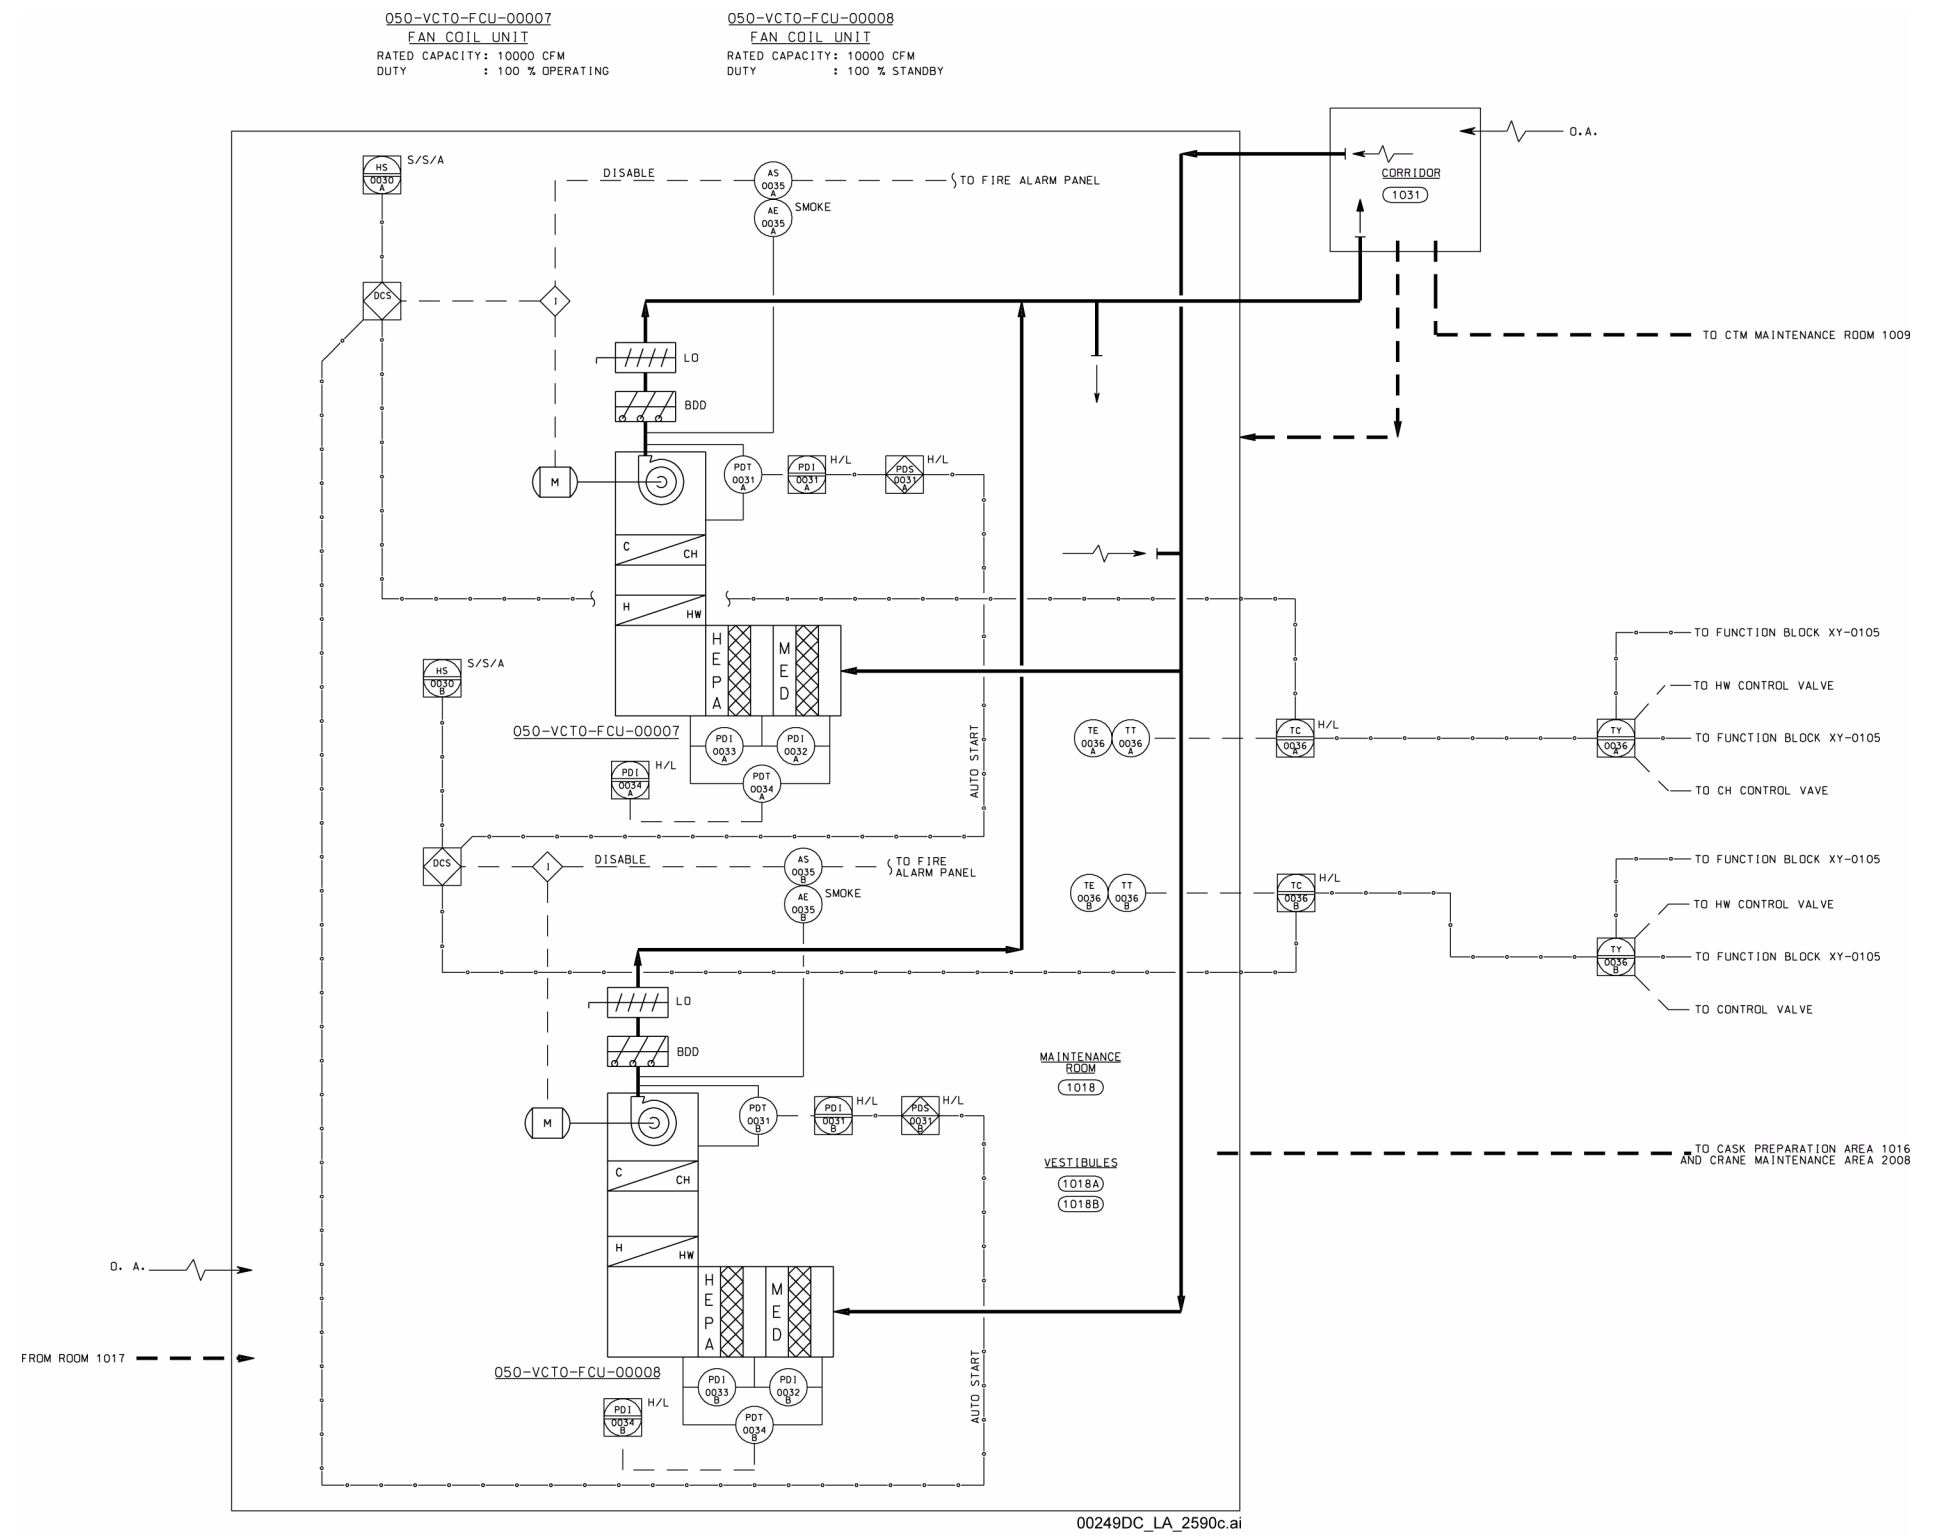 050-VCT0-FCU-00007
FAN COIL UNIT
RATED CAPACITY: 10000 CFM
DUTY : 100 % OPERATING
050-VCT0-FCU-00008
FAN COIL UNIT
RATED CAPACITY: 10000 CFM
DUTY : 100 % STANDBY
O.A.
CORRIDOR
1031
HS
0030
A
S/S/A
DISABLE
AS
0035
A
TO FIRE ALARM PANEL
AE
0035
A
SMOKE
DCS
I
LO
BDD
TO CTM MAINTENANCE ROOM 1009
M
PDT
0031
A
PDI
0031
A
H/L
PDS
0031
A
H/L
C
CH
H
HW
HEPA
MED
TO FUNCTION BLOCK XY-0105
HS
0030
B
S/S/A
TO HW CONTROL VALVE
050-VCT0-FCU-00007
PDI
0033
A
PDI
0032
A
TE
0036
A
TT
0036
A
TC
0036
A
H/L
TY
0036
A
TO FUNCTION BLOCK XY-0105
PDI
0034
A
H/L
PDT
0034
A
AUTO START
TO CH CONTROL VAVE
DCS
I
DISABLE
AS
0035
B
TO FIRE
ALARM PANEL
AE
0035
B
SMOKE
TE
0036
B
TT
0036
B
TC
0036
B
H/L
TO FUNCTION BLOCK XY-0105
TO HW CONTROL VALVE
TY
0036
B
TO FUNCTION BLOCK XY-0105
TO CONTROL VALVE
LO
BDD
MAINTENANCE
ROOM
1018
M
PDT
0031
B
PDI
0031
B
H/L
PDS
0031
B
H/L
VESTIBULES
1018A
1018B
TO CASK PREPARATION AREA 1016
AND CRANE MAINTENANCE AREA 2008
C
CH
H
HW
HEPA
MED
O. A.
FROM ROOM 1017
050-VCT0-FCU-00008
PDI
0033
B
PDI
0032
B
PDI
0034
B
H/L
PDT
0034
B
AUTO START
00249DC_LA_2590c.ai